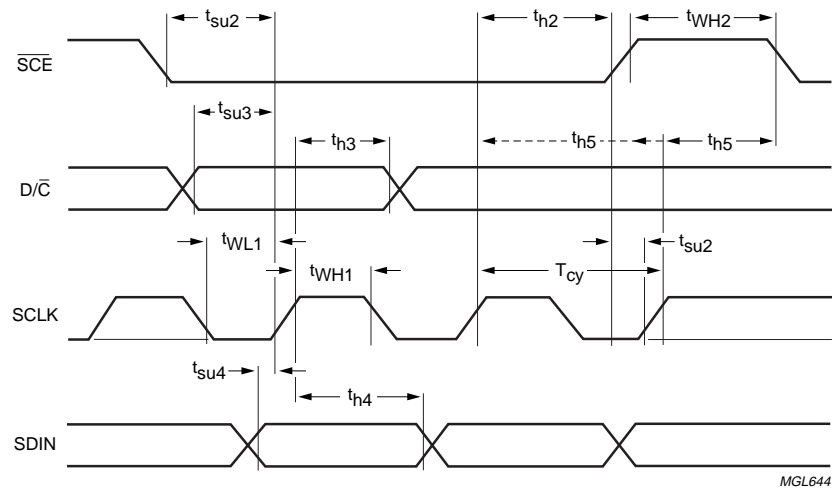 tsu2 th2 tWH2
SCE
tsu3
th3 th5 th5
D/C
tWL1 tsu2
tWH1 Tcy
SCLK
tsu4
th4
SDIN
MGL644